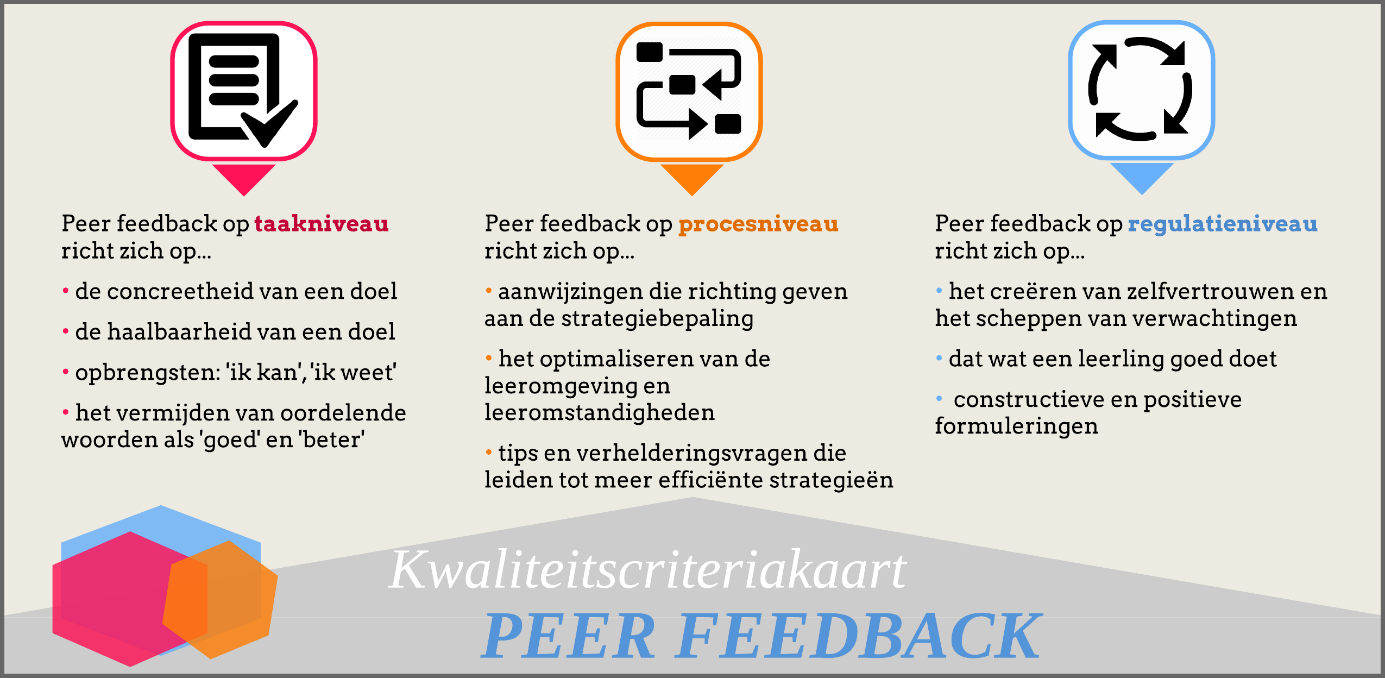 Peer feedback op taakniveau
richt zich op...
• de concreetheid van een doel
• de haalbaarheid van een doel
• opbrengsten: 'ik kan', 'ik weet'
• het vermijden van oordelende
woorden als 'goed' en 'beter'
Peer feedback op procesniveau
richt zich op...
• aanwijzingen die richting geven
aan de strategiebepaling
• het optimaliseren van de
leeromgeving en
leeromstandigheden
• tips en verhelderingsvragen die
leiden tot meer efficiënte strategieën
Peer feedback op regulatieniveau
richt zich op...
• het creëren van zelfvertrouwen en
het scheppen van verwachtingen
• dat wat een leerling goed doet
• constructieve en positieve
formuleringen
Kwaliteitscriteriakaart
PEER FEEDBACK